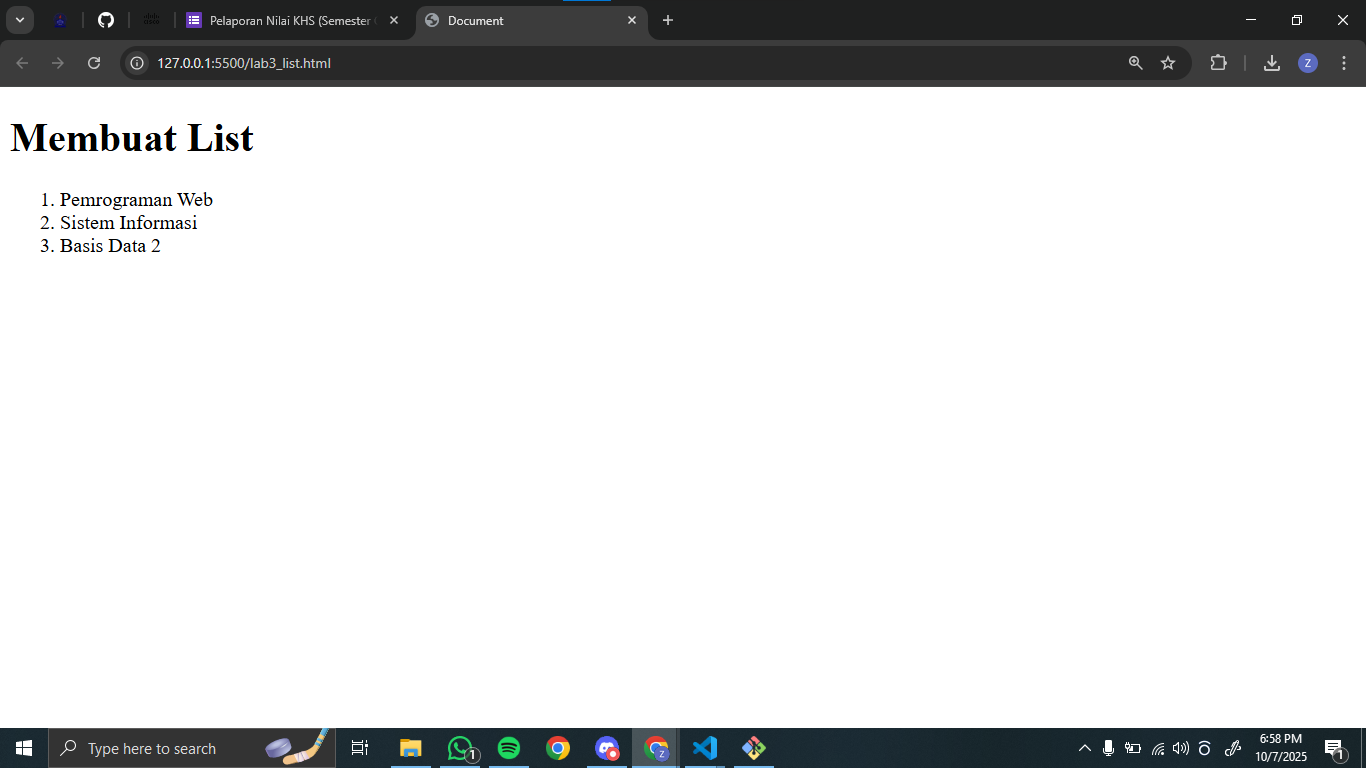 Pelaporan Nilai KHS (Semester
Document
127.0.0.1:5500/lab3_list.html
Z
Membuat List
1. Pemrograman Web
2. Sistem Informasi
3. Basis Data 2
Type here to search
1
Z
6:58 PM
10/7/2025
1